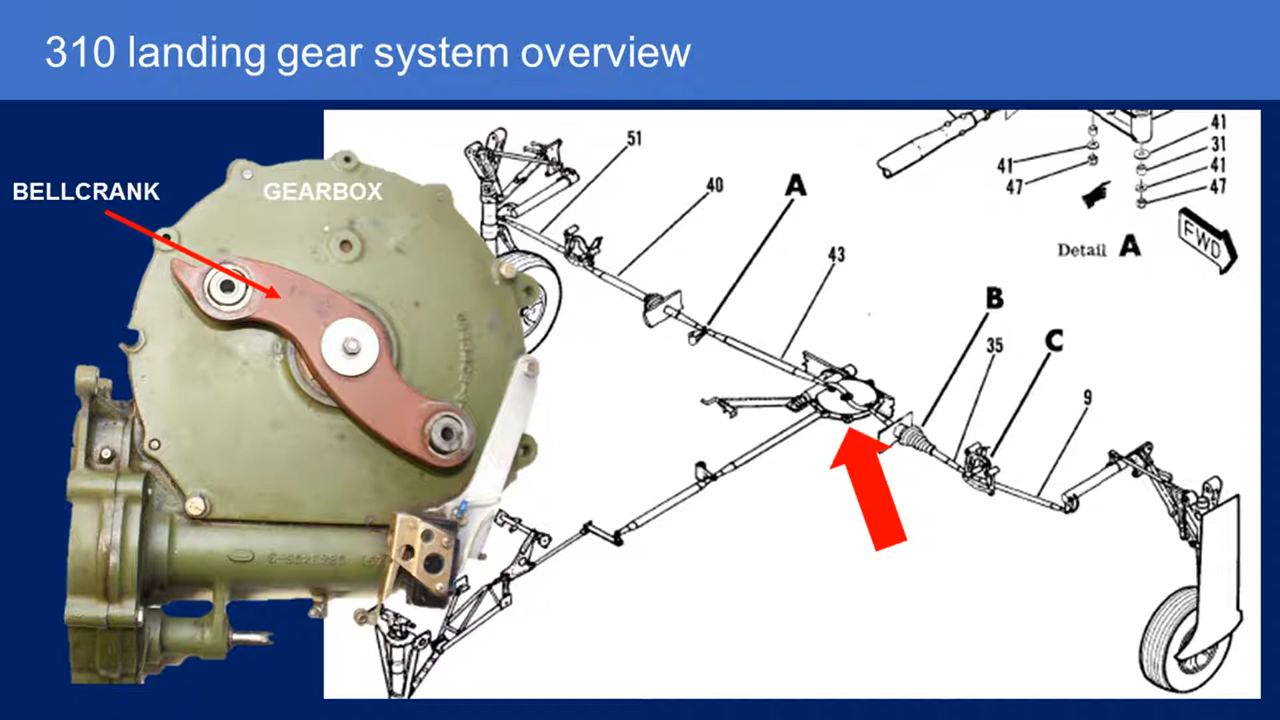 310 landing gear system overview
BELLCRANK
GEARBOX
51
40
A
43
B
35
C
9
41
47
41
31
41
47
Detail A
FWD